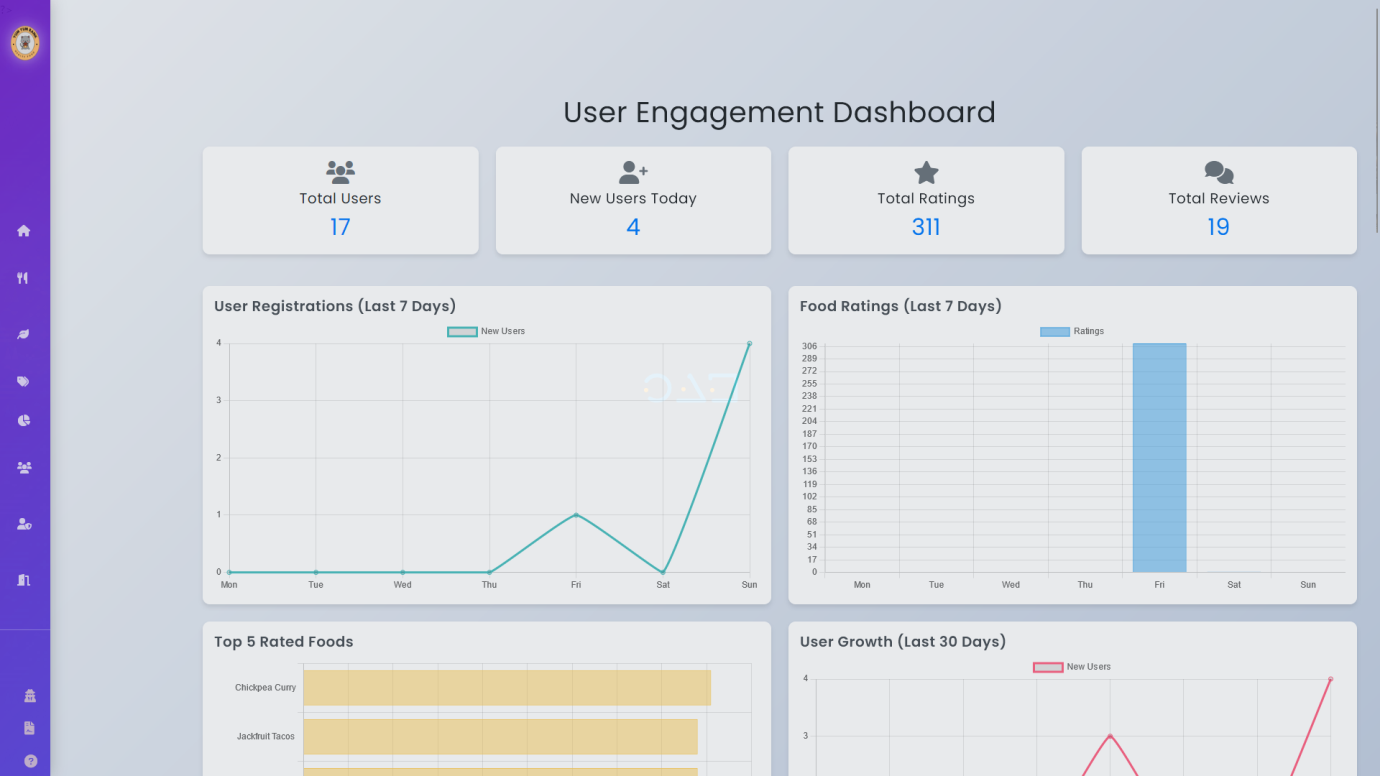 User Engagement Dashboard
Total Users
17
New Users Today
4
Total Ratings
311
Total Reviews
19
User Registrations (Last 7 Days)
New Users
4
3
2
1
0
Mon Tue Wed Thu Fri Sat Sun
Food Ratings (Last 7 Days)
Ratings
306
289
272
255
238
221
204
187
170
153
136
119
102
85
68
51
34
17
0
Mon Tue Wed Thu Fri Sat Sun
Top 5 Rated Foods
Chickpea Curry
Jackfruit Tacos
User Growth (Last 30 Days)
New Users
4
3